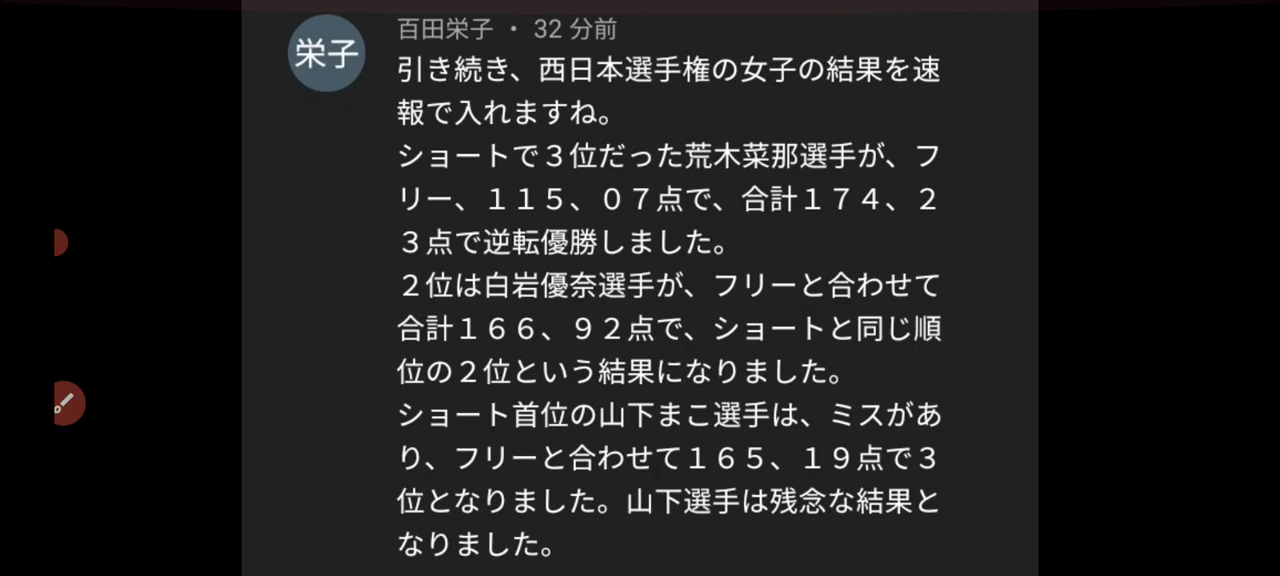 栄子
百田栄子 ・ 32 分前
引き続き、西日本選手権の女子の結果を速
報で入れますね。
ショートで３位だった荒木菜那選手が、フ
リー、１１５、０７点で、合計１７４、２
３点で逆転優勝しました。
２位は白岩優奈選手が、フリーと合わせて
合計１６６、９２点で、ショートと同じ順
位の２位という結果になりました。
ショート首位の山下まこ選手は、ミスがあ
り、フリーと合わせて１６５、１９点で３
位となりました。山下選手は残念な結果と
なりました。